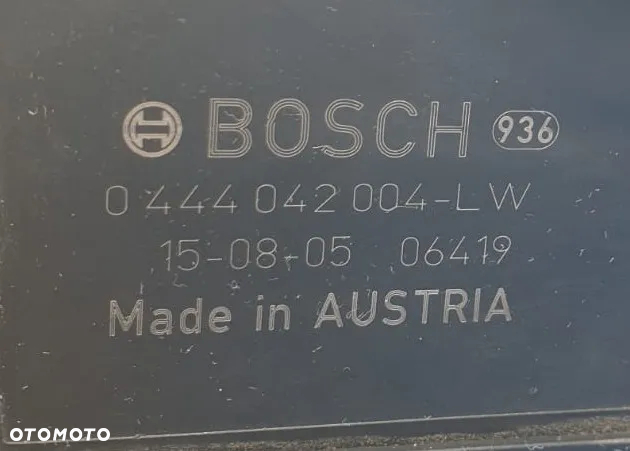 BOSCH 936
0 444 042 004-LW
15-08-05 06419
Made in AUSTRIA
OTOMOTO